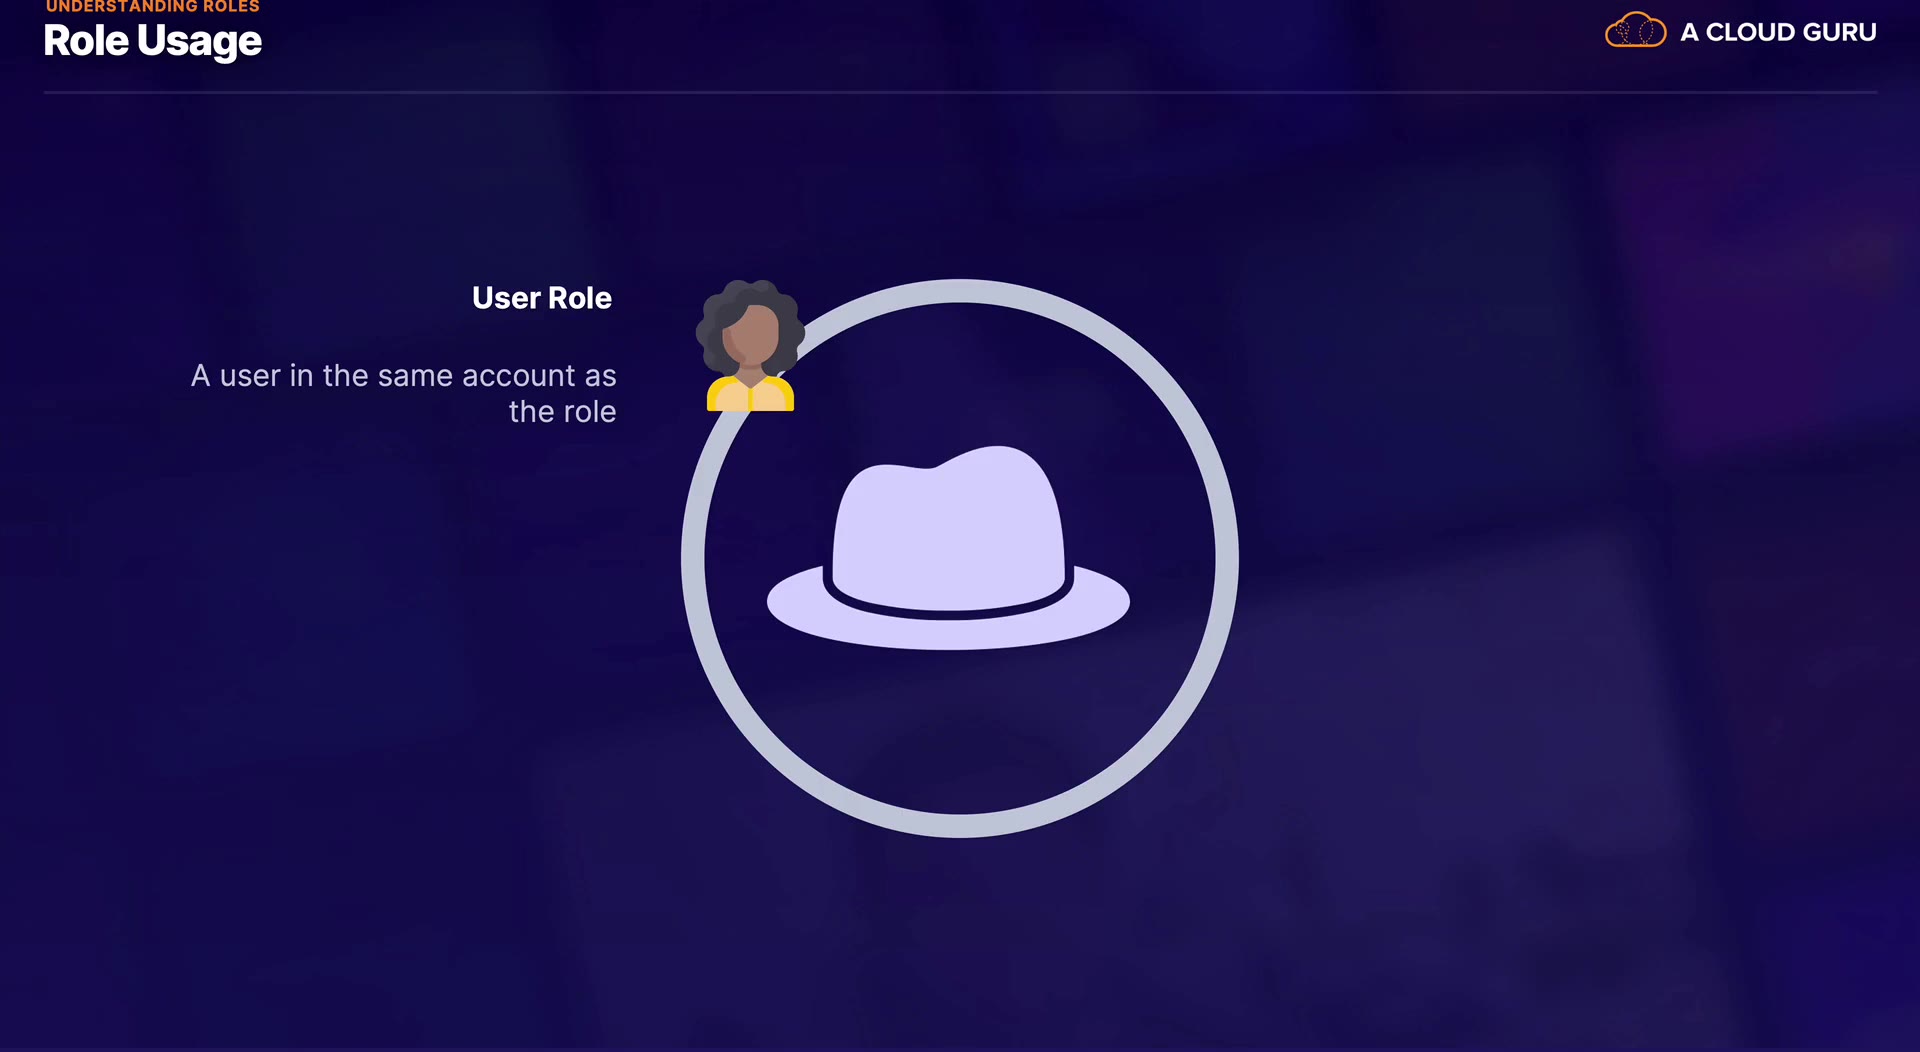 UNDERSTANDING ROLES
Role Usage
A CLOUD GURU
User Role
A user in the same account as
the role